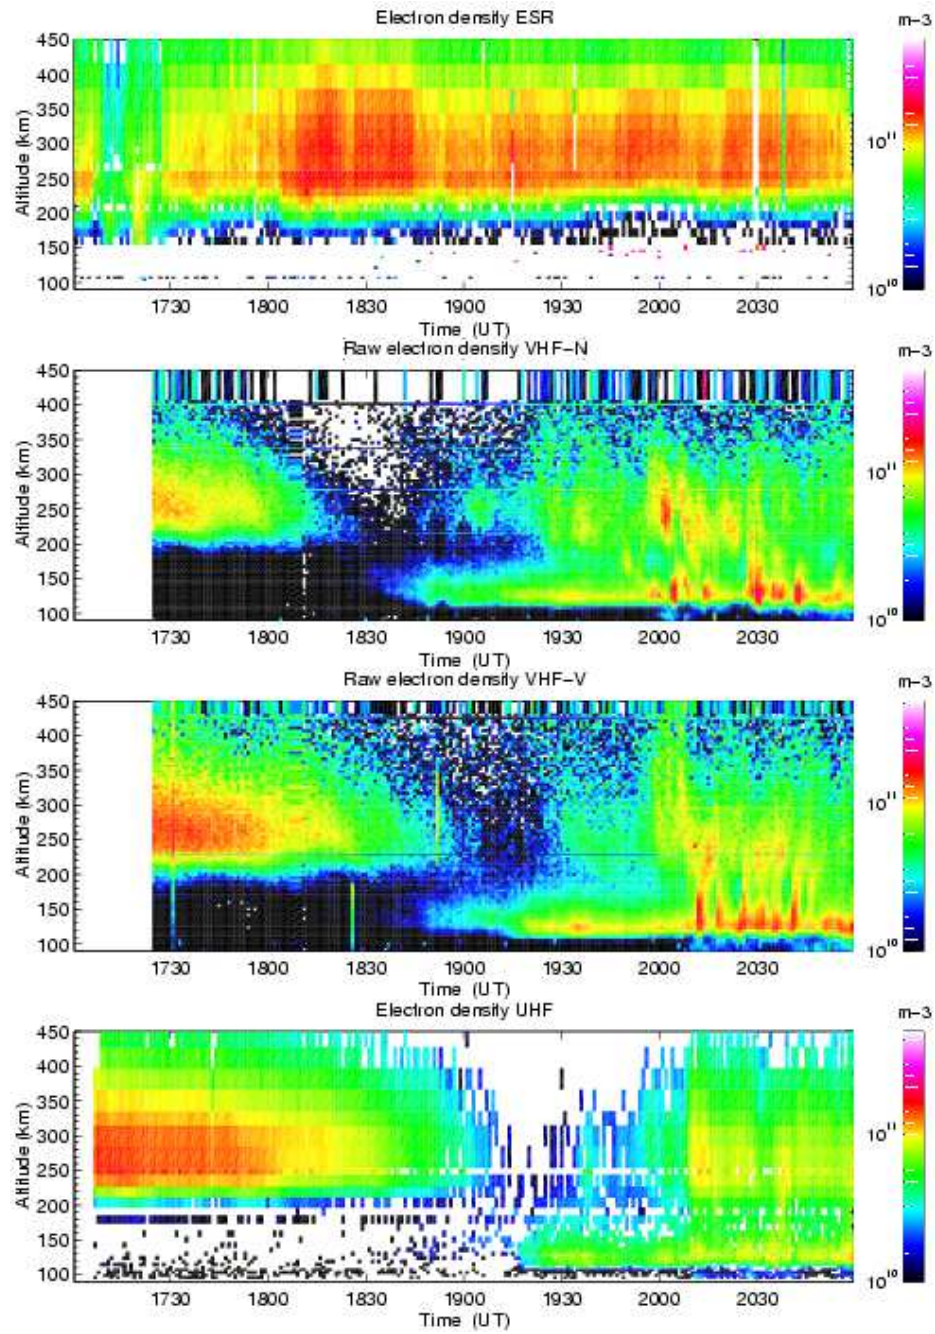 Electron density ESR
m-3
450
400
350
300
250
200
150
100
Altitude (km)
10¹¹
10¹⁰
1730 1800 1830 1900 1930 2000 2030
Time (UT)
Raw electron density VHF-N
m-3
450
400
350
300
250
200
150
100
Altitude (km)
10¹¹
10¹⁰
1730 1800 1830 1900 1930 2000 2030
Time (UT)
Raw electron density VHF-V
m-3
450
400
350
300
250
200
150
100
Altitude (km)
10¹¹
10¹⁰
1730 1800 1830 1900 1930 2000 2030
Time (UT)
Electron density UHF
m-3
450
400
350
300
250
200
150
100
Altitude (km)
10¹¹
10¹⁰
1730 1800 1830 1900 1930 2000 2030
Time (UT)